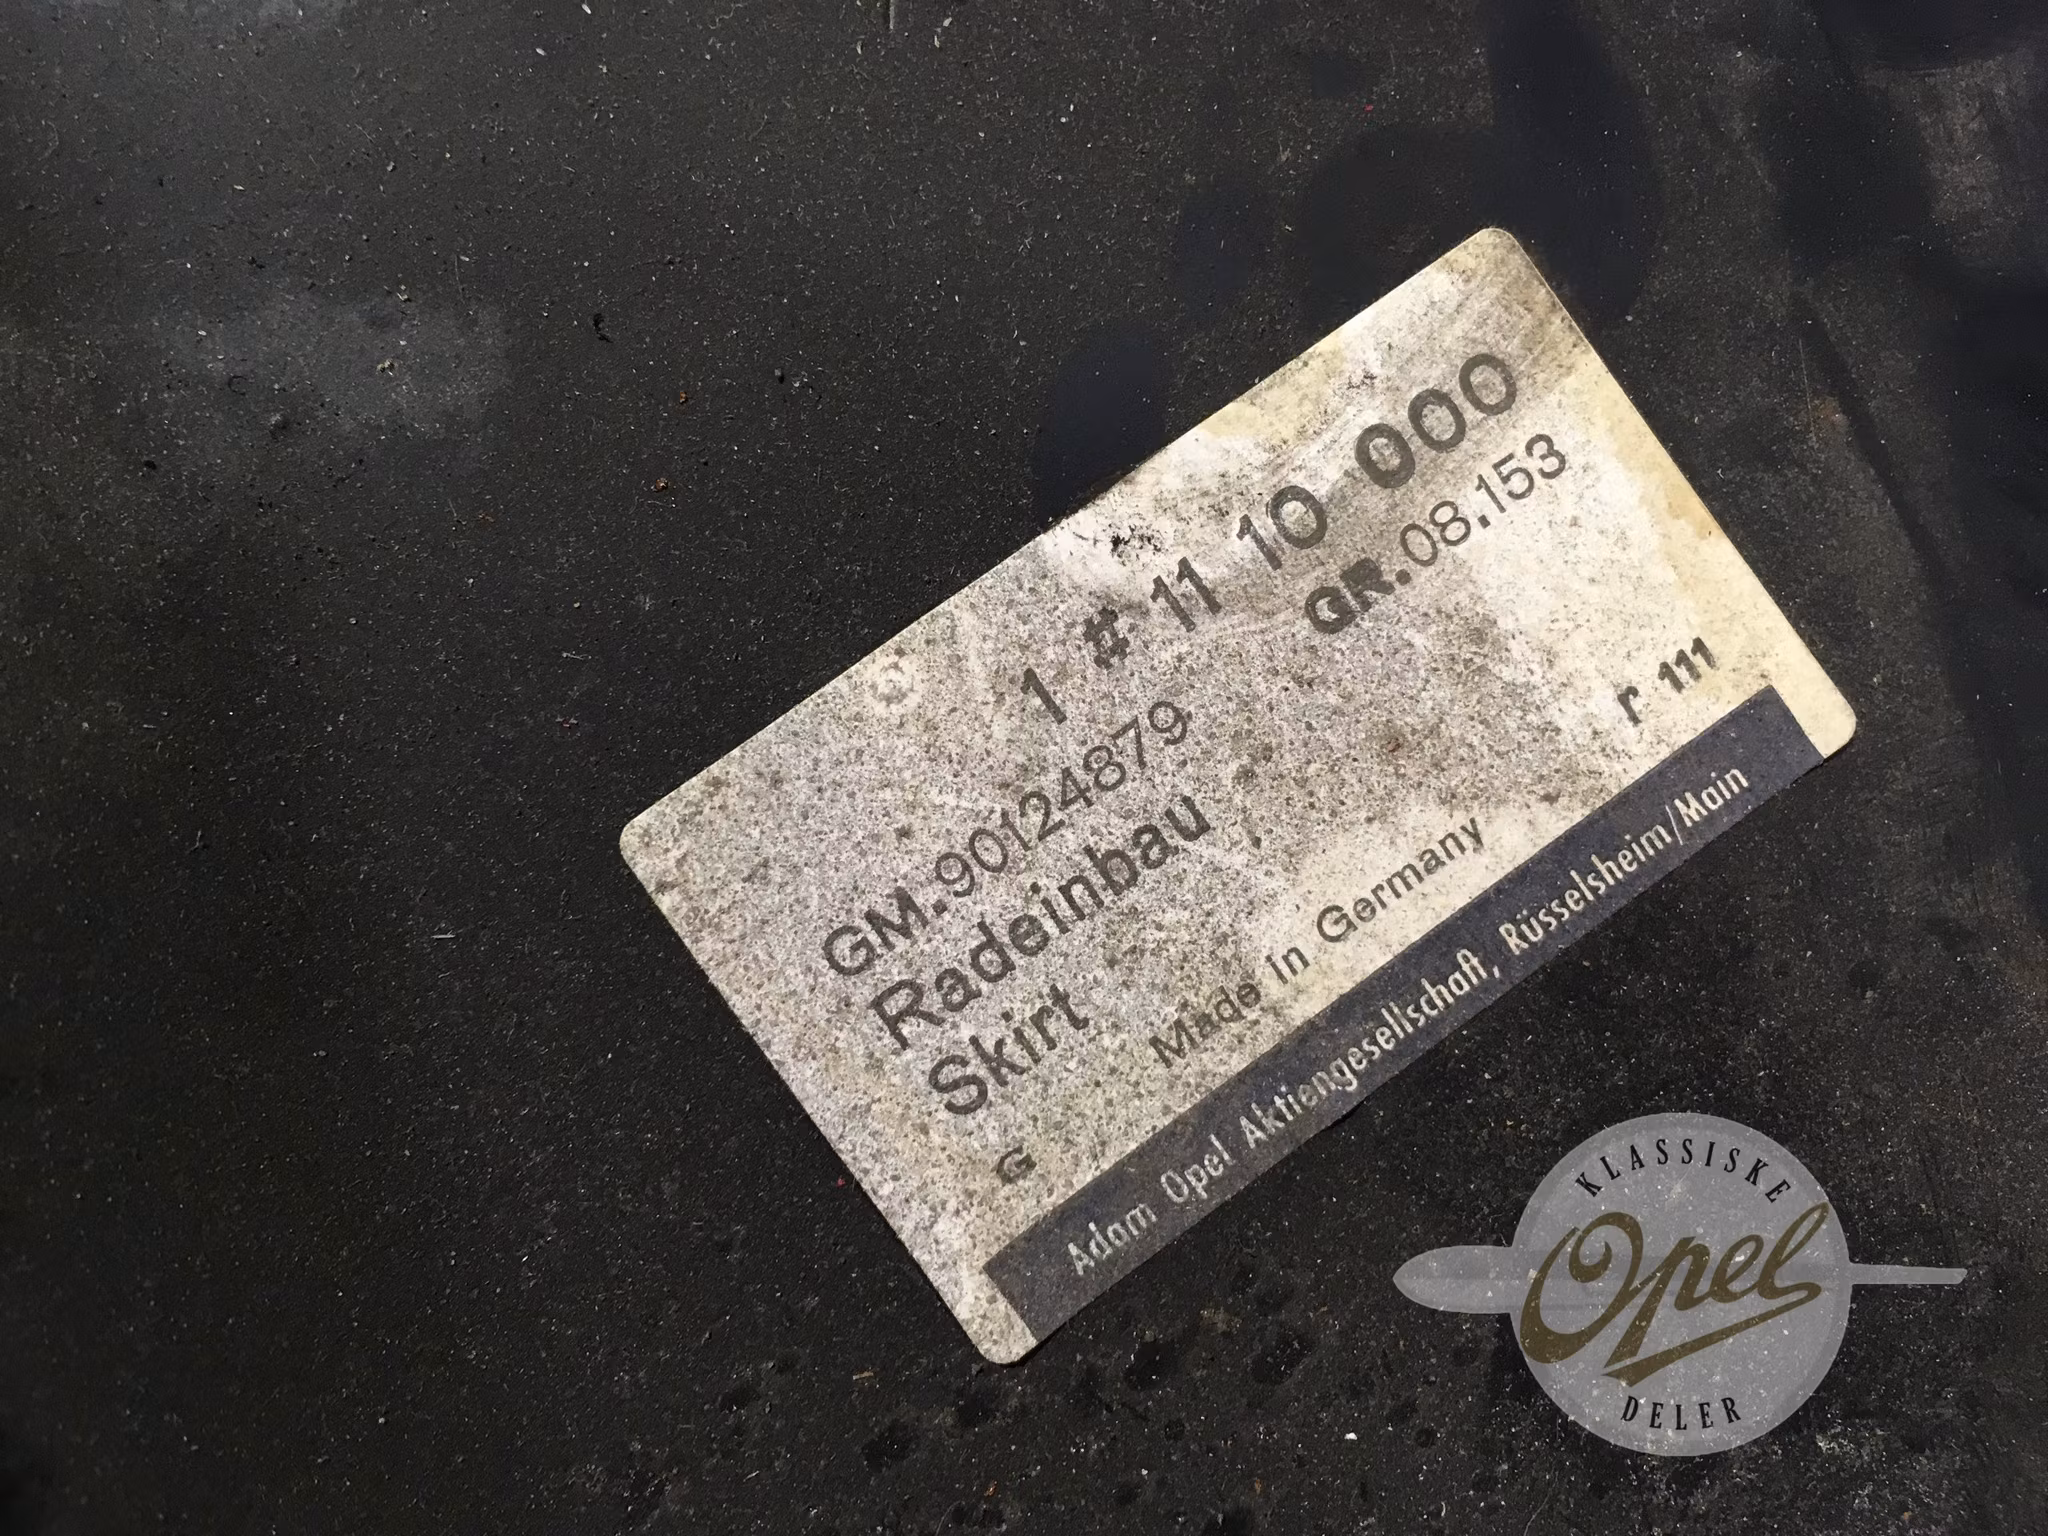 1 # 11 10 000
GM.90124879 GR.08.153
Radeinbau
Skirt
r 111
Made in Germany
G
Adam Opel Aktiengesellschaft, Rüsselsheim/Main
KLASSISKE
Opel
DELER